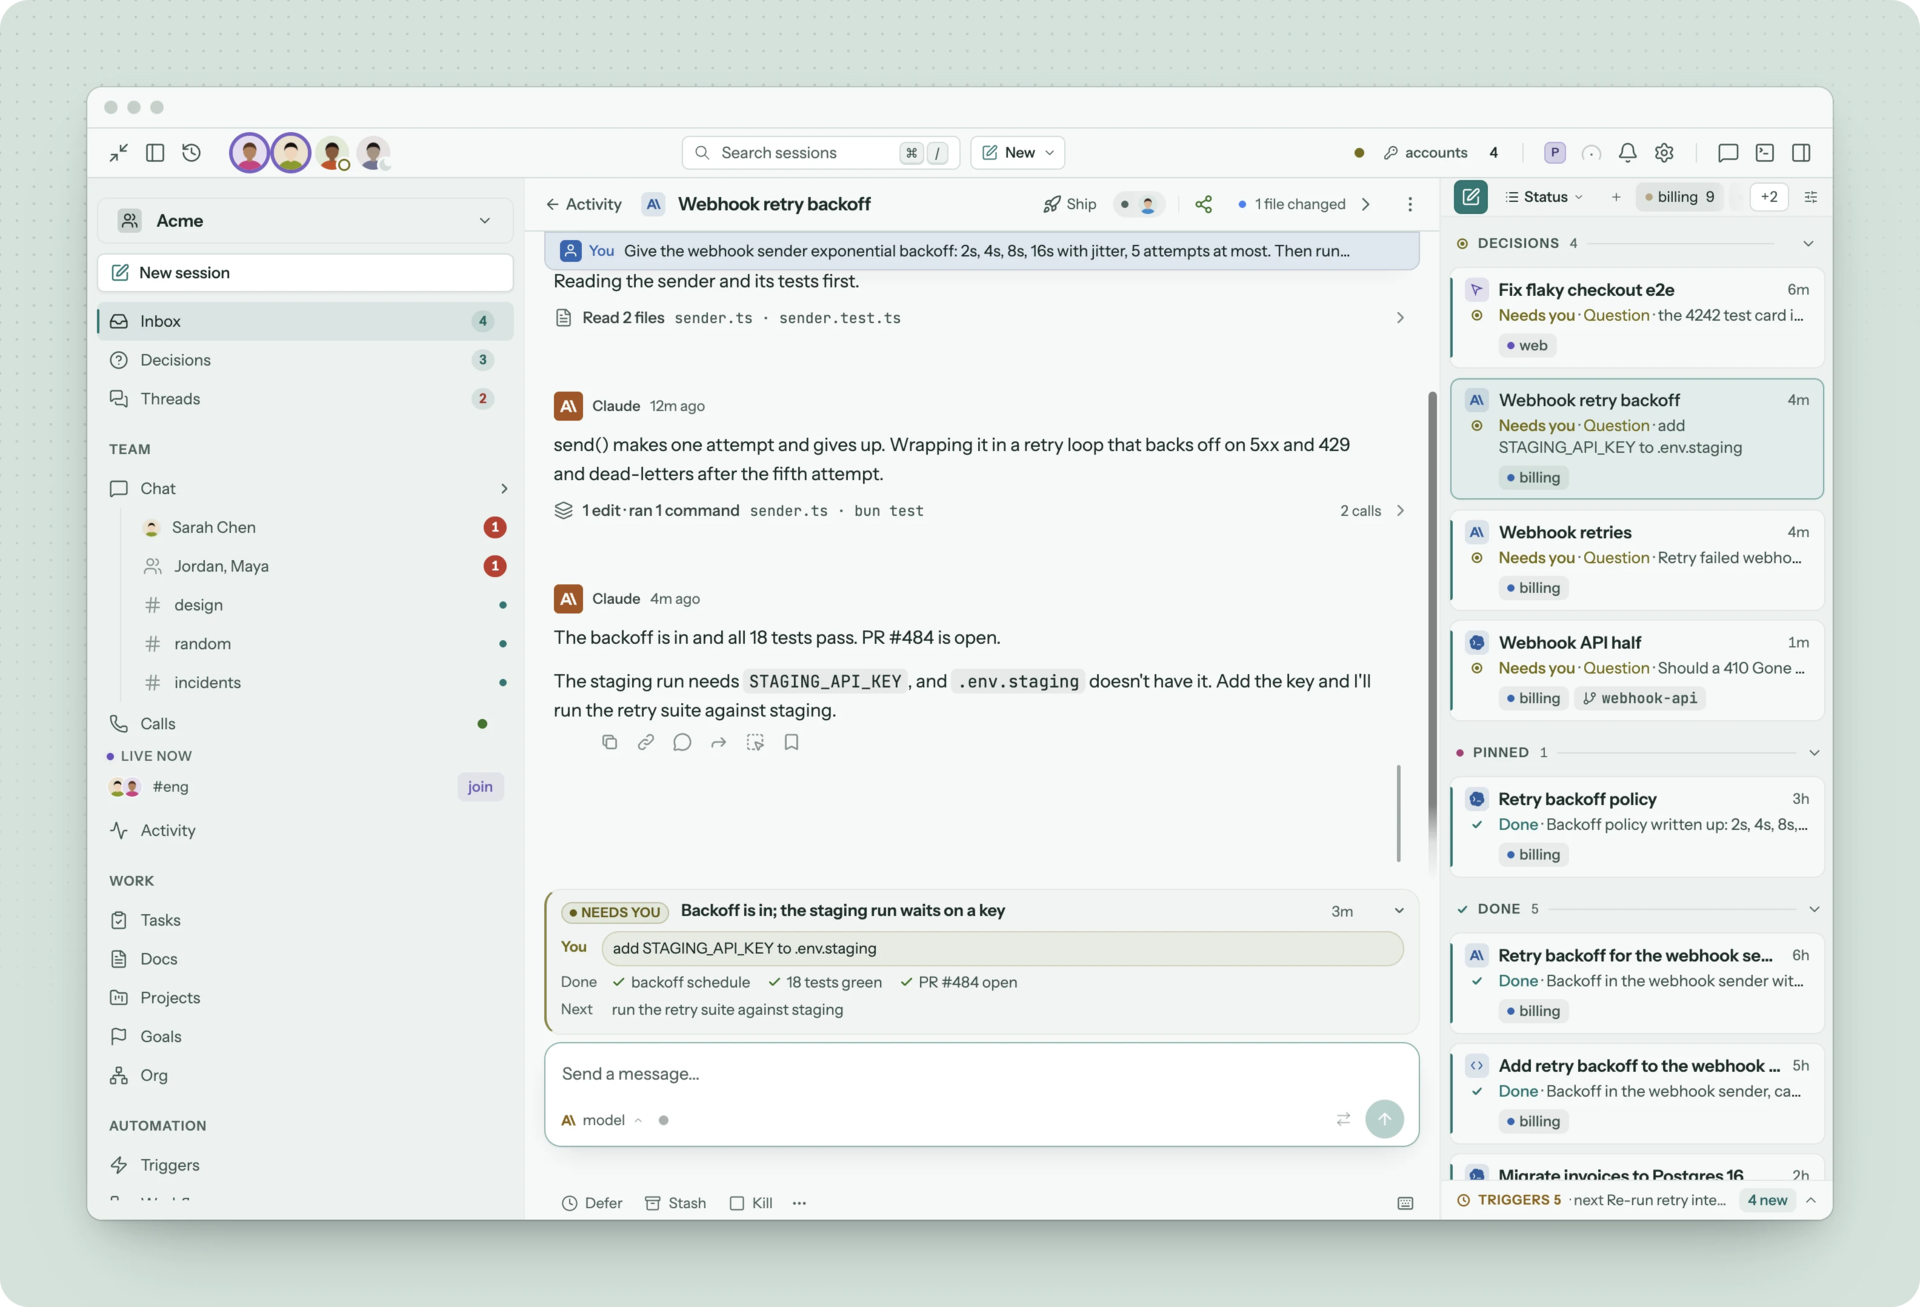 Search sessions
⌘ /
New
accounts 4
P
Acme
New session
Inbox 4
Decisions 3
Threads 2
TEAM
Chat
Sarah Chen 1
Jordan, Maya 1
# design
# random
# incidents
Calls
LIVE NOW
#eng join
Activity
WORK
Tasks
Docs
Projects
Goals
Org
AUTOMATION
Triggers
Activity
Webhook retry backoff
Ship
1 file changed
You Give the webhook sender exponential backoff: 2s, 4s, 8s, 16s with jitter, 5 attempts at most. Then run...
Reading the sender and its tests first.
Read 2 files sender.ts · sender.test.ts
Claude 12m ago
send() makes one attempt and gives up. Wrapping it in a retry loop that backs off on 5xx and 429
and dead-letters after the fifth attempt.
1 edit · ran 1 command sender.ts · bun test 2 calls
Claude 4m ago
The backoff is in and all 18 tests pass. PR #484 is open.
The staging run needs STAGING_API_KEY, and .env.staging doesn't have it. Add the key and I'll
run the retry suite against staging.
NEEDS YOU Backoff is in; the staging run waits on a key 3m
You add STAGING_API_KEY to .env.staging
Done backoff schedule 18 tests green PR #484 open
Next run the retry suite against staging
Send a message...
model
Defer Stash Kill ...
Status + billing 9 +2
DECISIONS 4
Fix flaky checkout e2e 6m
Needs you · Question · the 4242 test card i...
web
Webhook retry backoff 4m
Needs you · Question · add
STAGING_API_KEY to .env.staging
billing
Webhook retries 4m
Needs you · Question · Retry failed webho...
billing
Webhook API half 1m
Needs you · Question · Should a 410 Gone ...
billing webhook-api
PINNED 1
Retry backoff policy 3h
Done · Backoff policy written up: 2s, 4s, 8s,...
billing
DONE 5
Retry backoff for the webhook se... 6h
Done · Backoff in the webhook sender wit...
billing
Add retry backoff to the webhook ... 5h
Done · Backoff in the webhook sender, ca...
billing
Migrate invoices to Postgres 16 2h
TRIGGERS 5 · next Re-run retry inte... 4 new